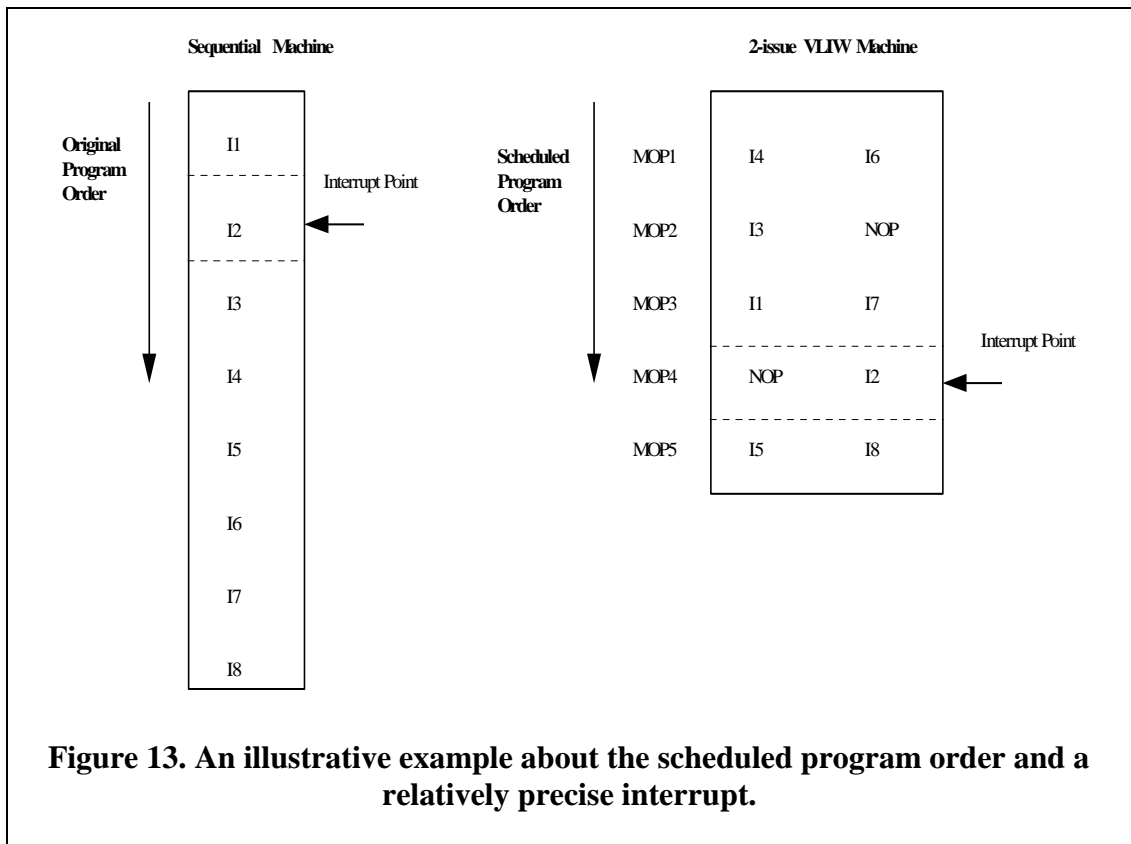 Sequential Machine
2-issue VLIW Machine
Original
Program
Order
I1
Interrupt Point
I2
I3
I4
I5
I6
I7
I8
Scheduled
Program
Order
MOP1 I4 I6
MOP2 I3 NOP
MOP3 I1 I7
Interrupt Point
MOP4 NOP I2
MOP5 I5 I8
Figure 13. An illustrative example about the scheduled program order and a
relatively precise interrupt.